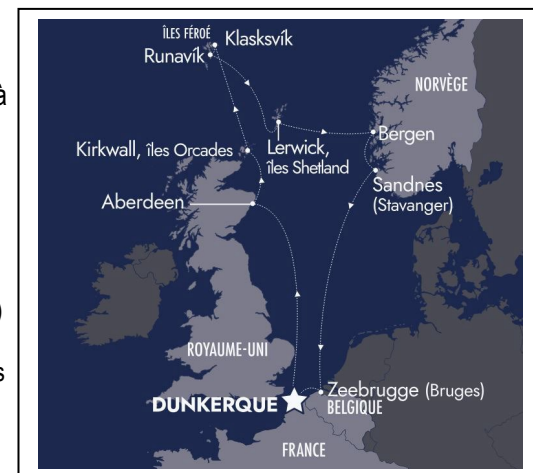 à
)
s
ÎLES FÉROÉ
Klasksvík
Runavík
NORVÈGE
Kirkwall, îles Orcades
Lerwick,
îles Shetland
Bergen
Aberdeen
Sandnes
(Stavanger)
ROYAUME-UNI
DUNKERQUE
Zeebrugge (Bruges)
BELGIQUE
FRANCE